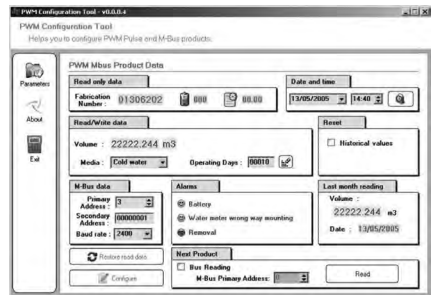 PWM Configuration Tool - v0.0.0.4
PWM Configuration Tool
Helps you to configure PWM Pulse and M-Bus products.
Parameters
About
Exit
PWM Mbus Product Data
Read only data
Fabrication Number : 01306202 000 00.00
Date and time
13/05/2005 14:40
Read/Write data
Volume : 22222.244 m3
Media : Cold water Operating Days : 00010
Reset
Historical values
M-Bus data
Primary Address : 3
Secondary Address : 00000001
Baud rate : 2400
Alarms
Battery
Water meter wrong way mounting
Removal
Last month reading
Volume :
22222.244 m3
Date : 13/05/2005
Restore read data
Configure
Next Product
Bus Reading
M-Bus Primary Address:
Read